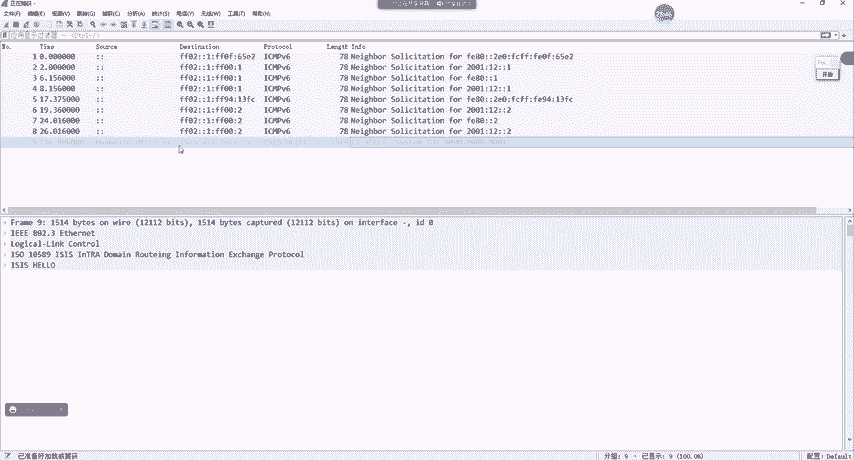 正在捕获 -
文件(F) 编辑(E) 视图(V) 跳转(G) 捕获(C) 分析(A) 统计(S) 电话(Y) 无线(W) 工具(T) 帮助(H)
应用显示过滤器 … <Ctrl-/>
No. Time Source Destination Protocol Length Info
1 0.000000 :: ff02::1:ff0f:65e2 ICMPv6 78 Neighbor Solicitation for fe80::2e0:fcff:fe0f:65e2
2 2.000000 :: ff02::1:ff00:1 ICMPv6 78 Neighbor Solicitation for 2001:12::1
3 6.156000 :: ff02::1:ff00:1 ICMPv6 78 Neighbor Solicitation for fe80::1
4 8.156000 :: ff02::1:ff00:1 ICMPv6 78 Neighbor Solicitation for 2001:12::1
5 17.375000 :: ff02::1:ff94:13fc ICMPv6 78 Neighbor Solicitation for fe80::2e0:fcff:fe94:13fc
6 19.360000 :: ff02::1:ff00:2 ICMPv6 78 Neighbor Solicitation for 2001:12::2
7 24.016000 :: ff02::1:ff00:2 ICMPv6 78 Neighbor Solicitation for fe80::2
8 26.016000 :: ff02::1:ff00:2 ICMPv6 78 Neighbor Solicitation for 2001:12::2
开始
Frame 9: 1514 bytes on wire (12112 bits), 1514 bytes captured (12112 bits) on interface -, id 0
IEEE 802.3 Ethernet
Logical-Link Control
ISO 10589 ISIS InTRA Domain Routeing Information Exchange Protocol
ISIS HELLO
已准备好加载或捕获
分组: 9 · 已显示: 9 (100.0%)
配置: Default